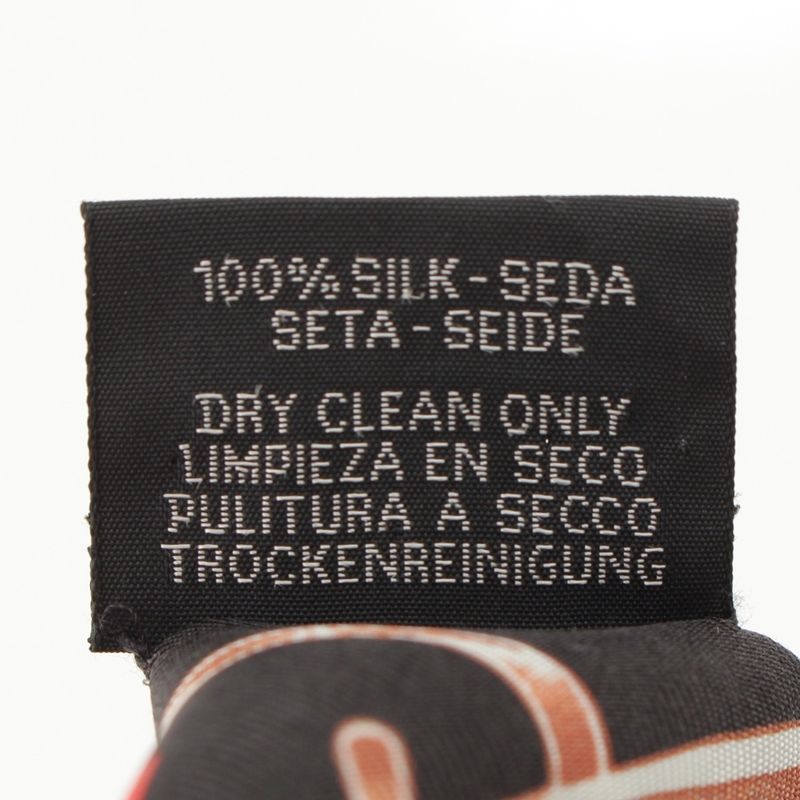 100% SILK - SEDA
SETA - SEIDE
DRY CLEAN ONLY
LIMPIEZA EN SECO
PULITURA A SECCO
TROCKENREINIGUNG